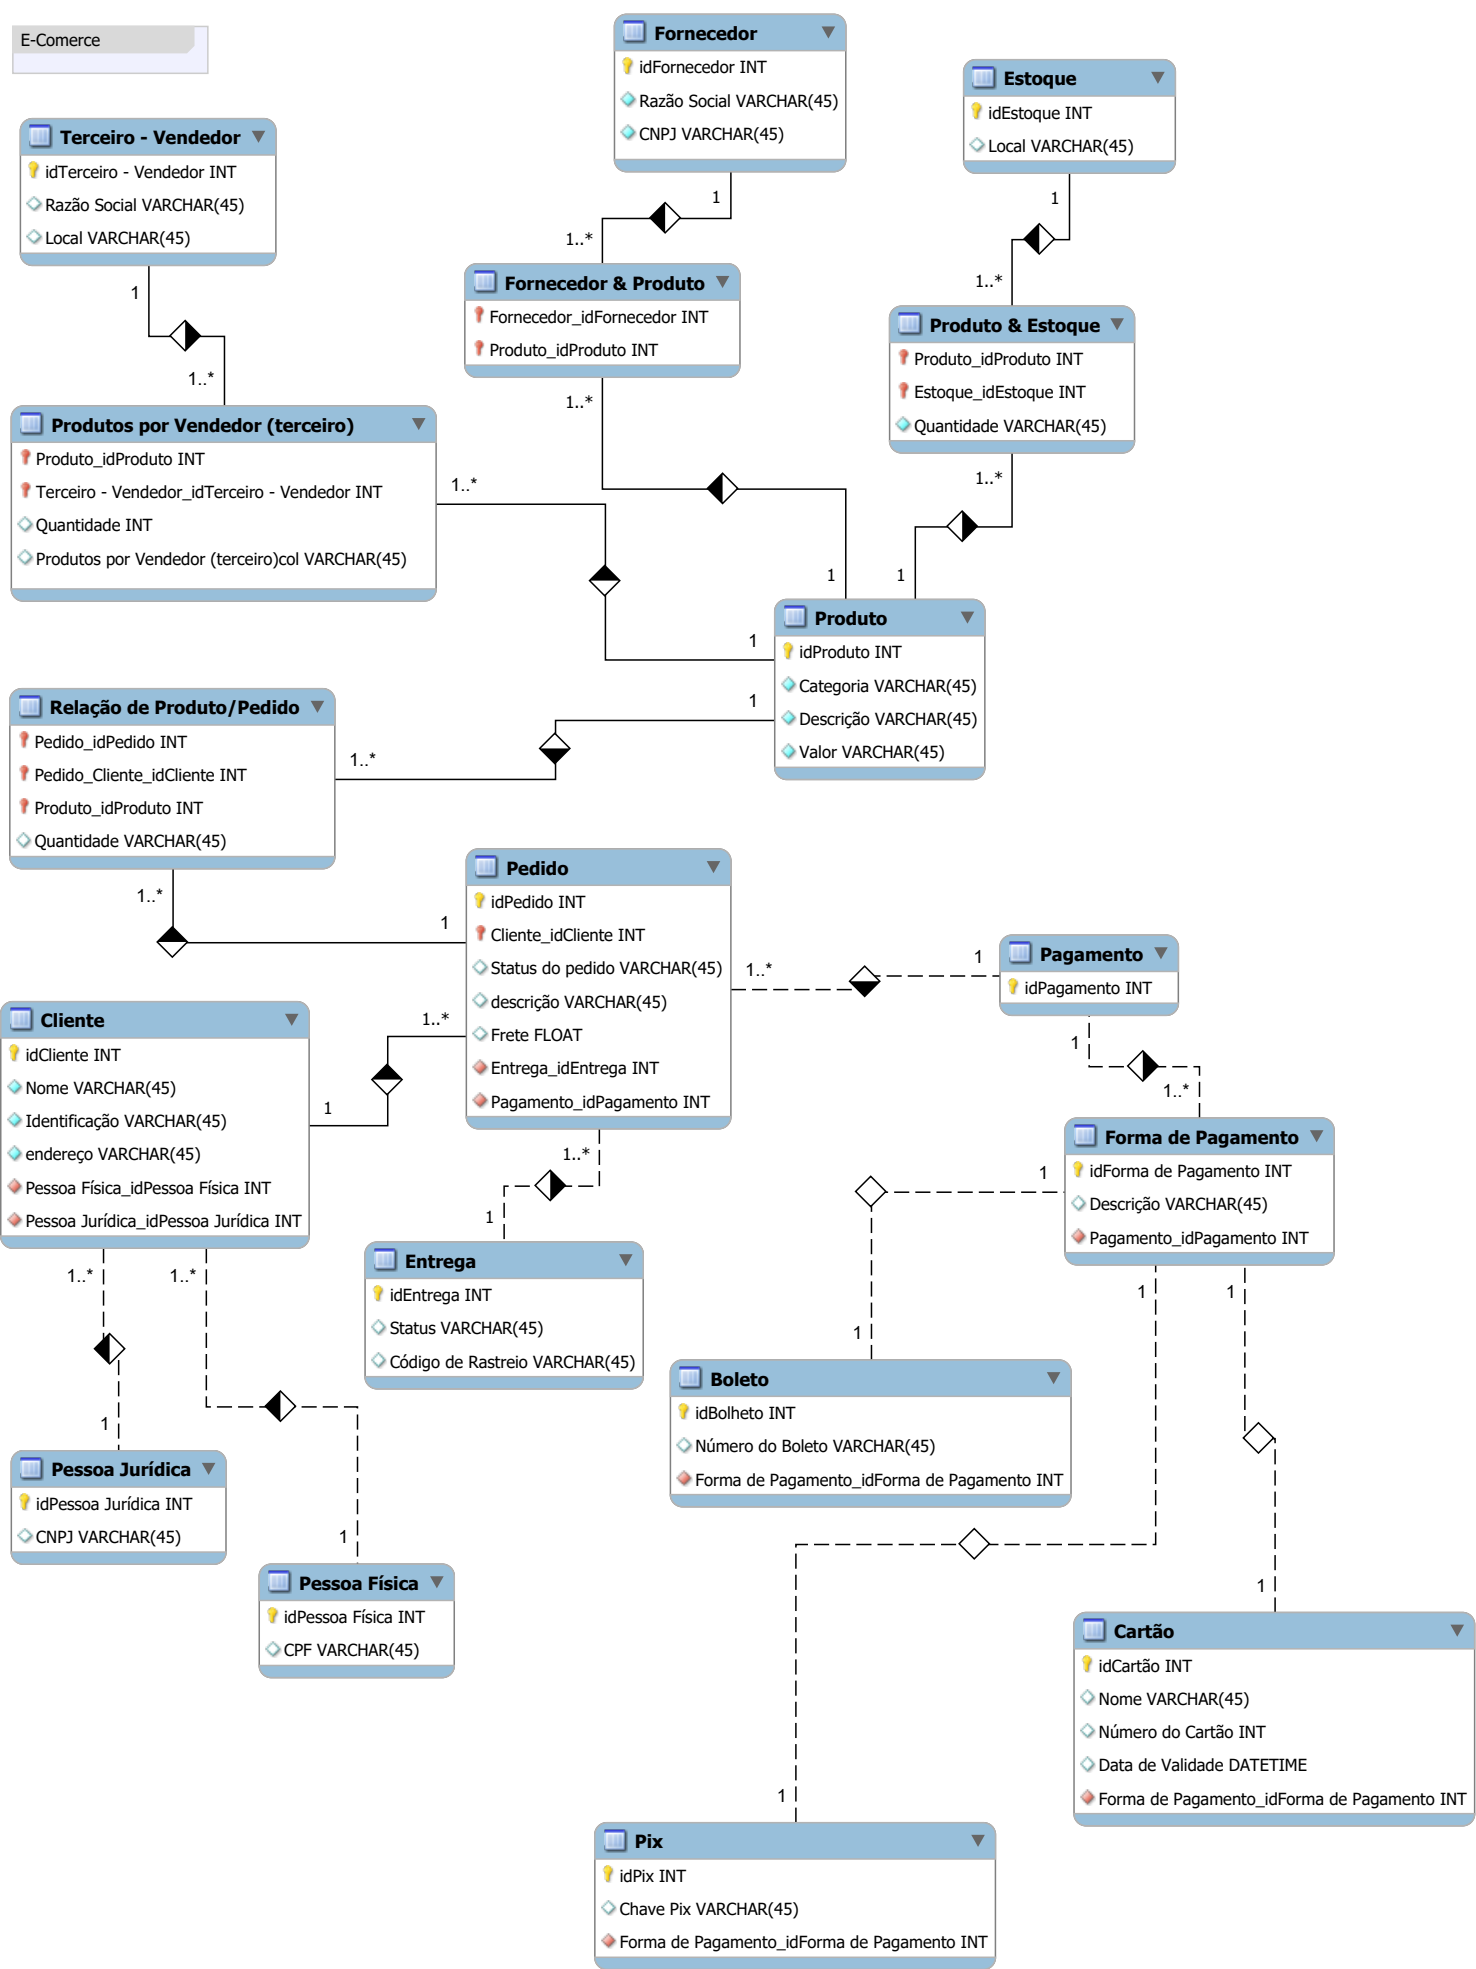 E-Comerce
Fornecedor
idFornecedor INT
Razão Social VARCHAR(45)
CNPJ VARCHAR(45)
Estoque
idEstoque INT
Local VARCHAR(45)
Terceiro - Vendedor
idTerceiro - Vendedor INT
Razão Social VARCHAR(45)
Local VARCHAR(45)
1
1
1
1..*
1..*
1..*
Fornecedor & Produto
Fornecedor_idFornecedor INT
Produto_idProduto INT
Produto & Estoque
Produto_idProduto INT
Estoque_idEstoque INT
Quantidade VARCHAR(45)
Produtos por Vendedor (terceiro)
Produto_idProduto INT
Terceiro - Vendedor_idTerceiro - Vendedor INT
Quantidade INT
Produtos por Vendedor (terceiro)col VARCHAR(45)
1..*
1..*
1..*
1
1
1
1
Produto
idProduto INT
Categoria VARCHAR(45)
Descrição VARCHAR(45)
Valor VARCHAR(45)
Relação de Produto/Pedido
Pedido_idPedido INT
Pedido_Cliente_idCliente INT
Produto_idProduto INT
Quantidade VARCHAR(45)
1..*
1..*
1
Pedido
idPedido INT
Cliente_idCliente INT
Status do pedido VARCHAR(45)
descrição VARCHAR(45)
Frete FLOAT
Entrega_idEntrega INT
Pagamento_idPagamento INT
1..*
1
Pagamento
idPagamento INT
1
1..*
Cliente
idCliente INT
Nome VARCHAR(45)
Identificação VARCHAR(45)
endereço VARCHAR(45)
Pessoa Física_idPessoa Física INT
Pessoa Jurídica_idPessoa Jurídica INT
1..*
1
1..*
1
Forma de Pagamento
idForma de Pagamento INT
Descrição VARCHAR(45)
Pagamento_idPagamento INT
1
1
1
1..*
1..*
Entrega
idEntrega INT
Status VARCHAR(45)
Código de Rastreio VARCHAR(45)
1
Boleto
idBolheto INT
Número do Boleto VARCHAR(45)
Forma de Pagamento_idForma de Pagamento INT
1
Pessoa Jurídica
idPessoa Jurídica INT
CNPJ VARCHAR(45)
1
Pessoa Física
idPessoa Física INT
CPF VARCHAR(45)
1
Cartão
idCartão INT
Nome VARCHAR(45)
Número do Cartão INT
Data de Validade DATETIME
Forma de Pagamento_idForma de Pagamento INT
1
Pix
idPix INT
Chave Pix VARCHAR(45)
Forma de Pagamento_idForma de Pagamento INT